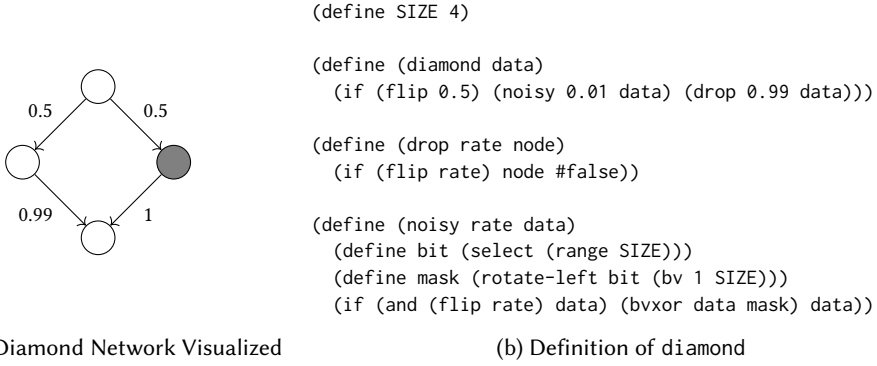 0.5
0.5
0.99
1
Diamond Network Visualized
(define SIZE 4)
(define (diamond data)
(if (flip 0.5) (noisy 0.01 data) (drop 0.99 data)))
(define (drop rate node)
(if (flip rate) node #false))
(define (noisy rate data)
(define bit (select (range SIZE)))
(define mask (rotate-left bit (bv 1 SIZE)))
(if (and (flip rate) data) (bvxor data mask) data))
(b) Definition of diamond